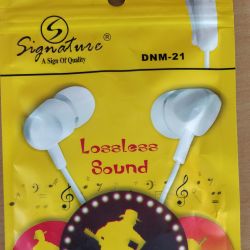 Signature®
A Sign Of Quality
DNM-21
Lossless
Sound